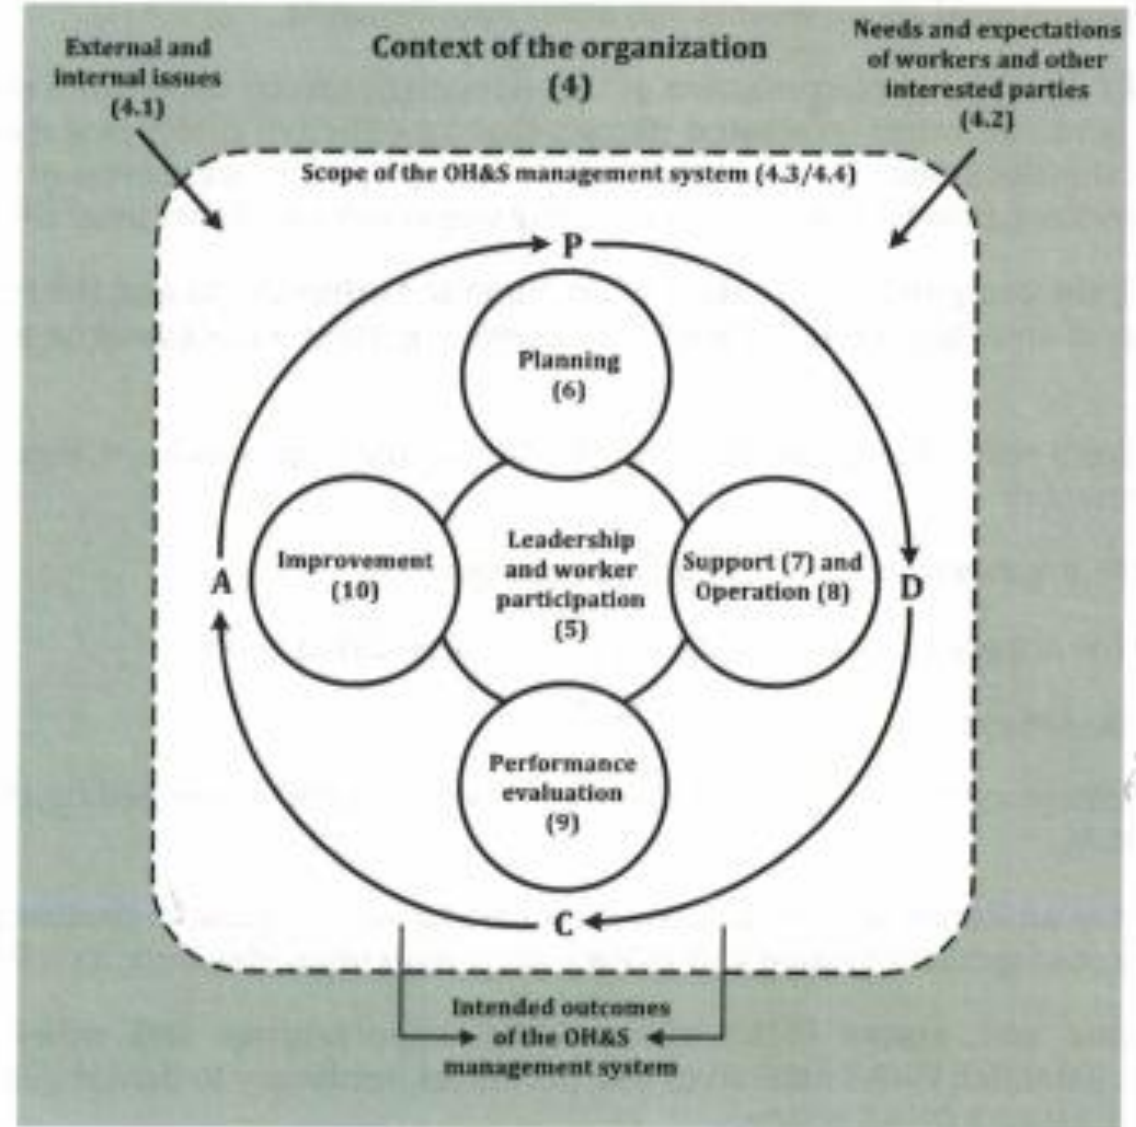 External and
internal issues
(4.1)
Context of the organization
(4)
Needs and expectations
of workers and other
interested parties
(4.2)
Scope of the OH&S management system (4.3/4.4)
P
Planning
(6)
A
Improvement
(10)
Leadership
and worker
participation
(5)
Support (7) and
Operation (8)
D
Performance
evaluation
(9)
C
Intended outcomes
of the OH&S
management system